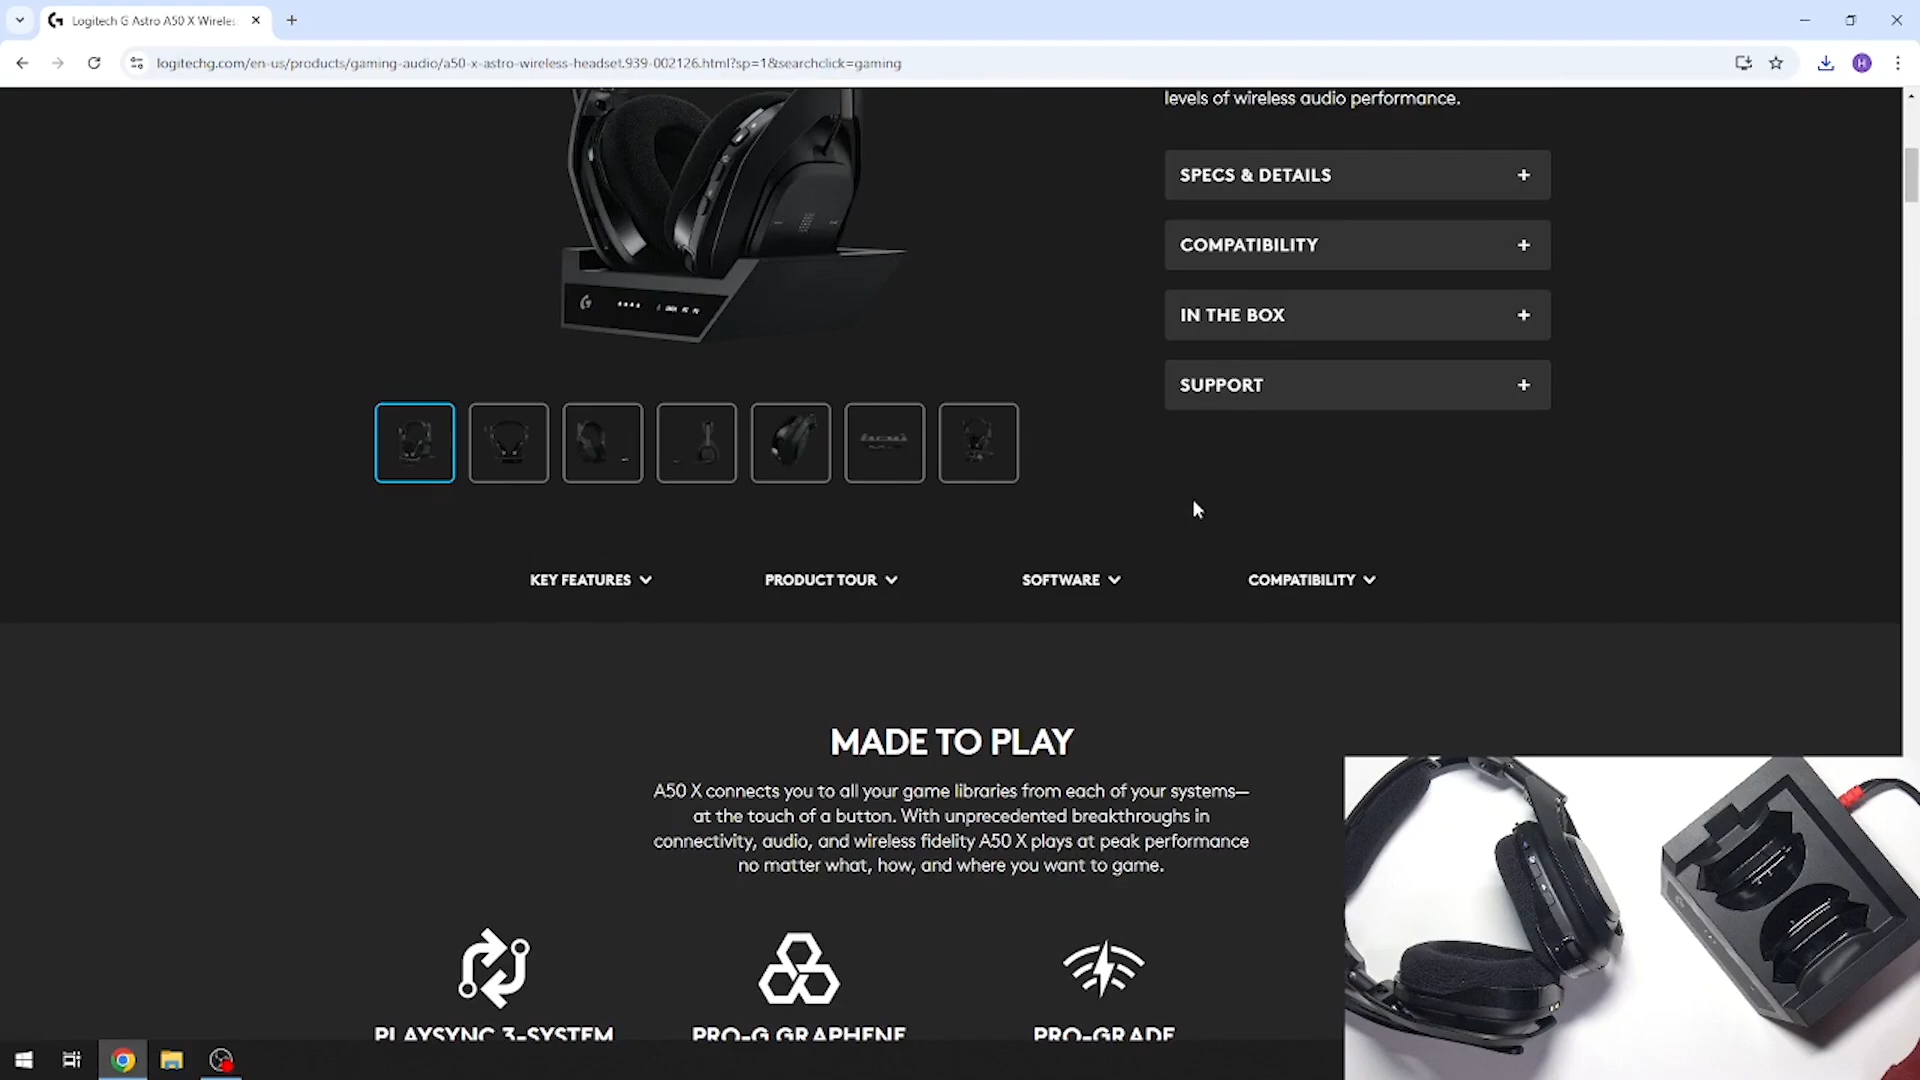 Logitech G Astro A50 X Wireles
logitechg.com/en-us/products/gaming-audio/a50-x-astro-wireless-headset.939-002126.html?sp=1&searchclick=gaming
H
levels of wireless audio performance.
SPECS & DETAILS +
COMPATIBILITY +
IN THE BOX +
SUPPORT +
KEY FEATURES
PRODUCT TOUR
SOFTWARE
COMPATIBILITY
MADE TO PLAY
A50 X connects you to all your game libraries from each of your systems—
at the touch of a button. With unprecedented breakthroughs in
connectivity, audio, and wireless fidelity A50 X plays at peak performance
no matter what, how, and where you want to game.
PLAYSYNC 3-SYSTEM
PRO-G GRAPHENE
PRO-GRADE